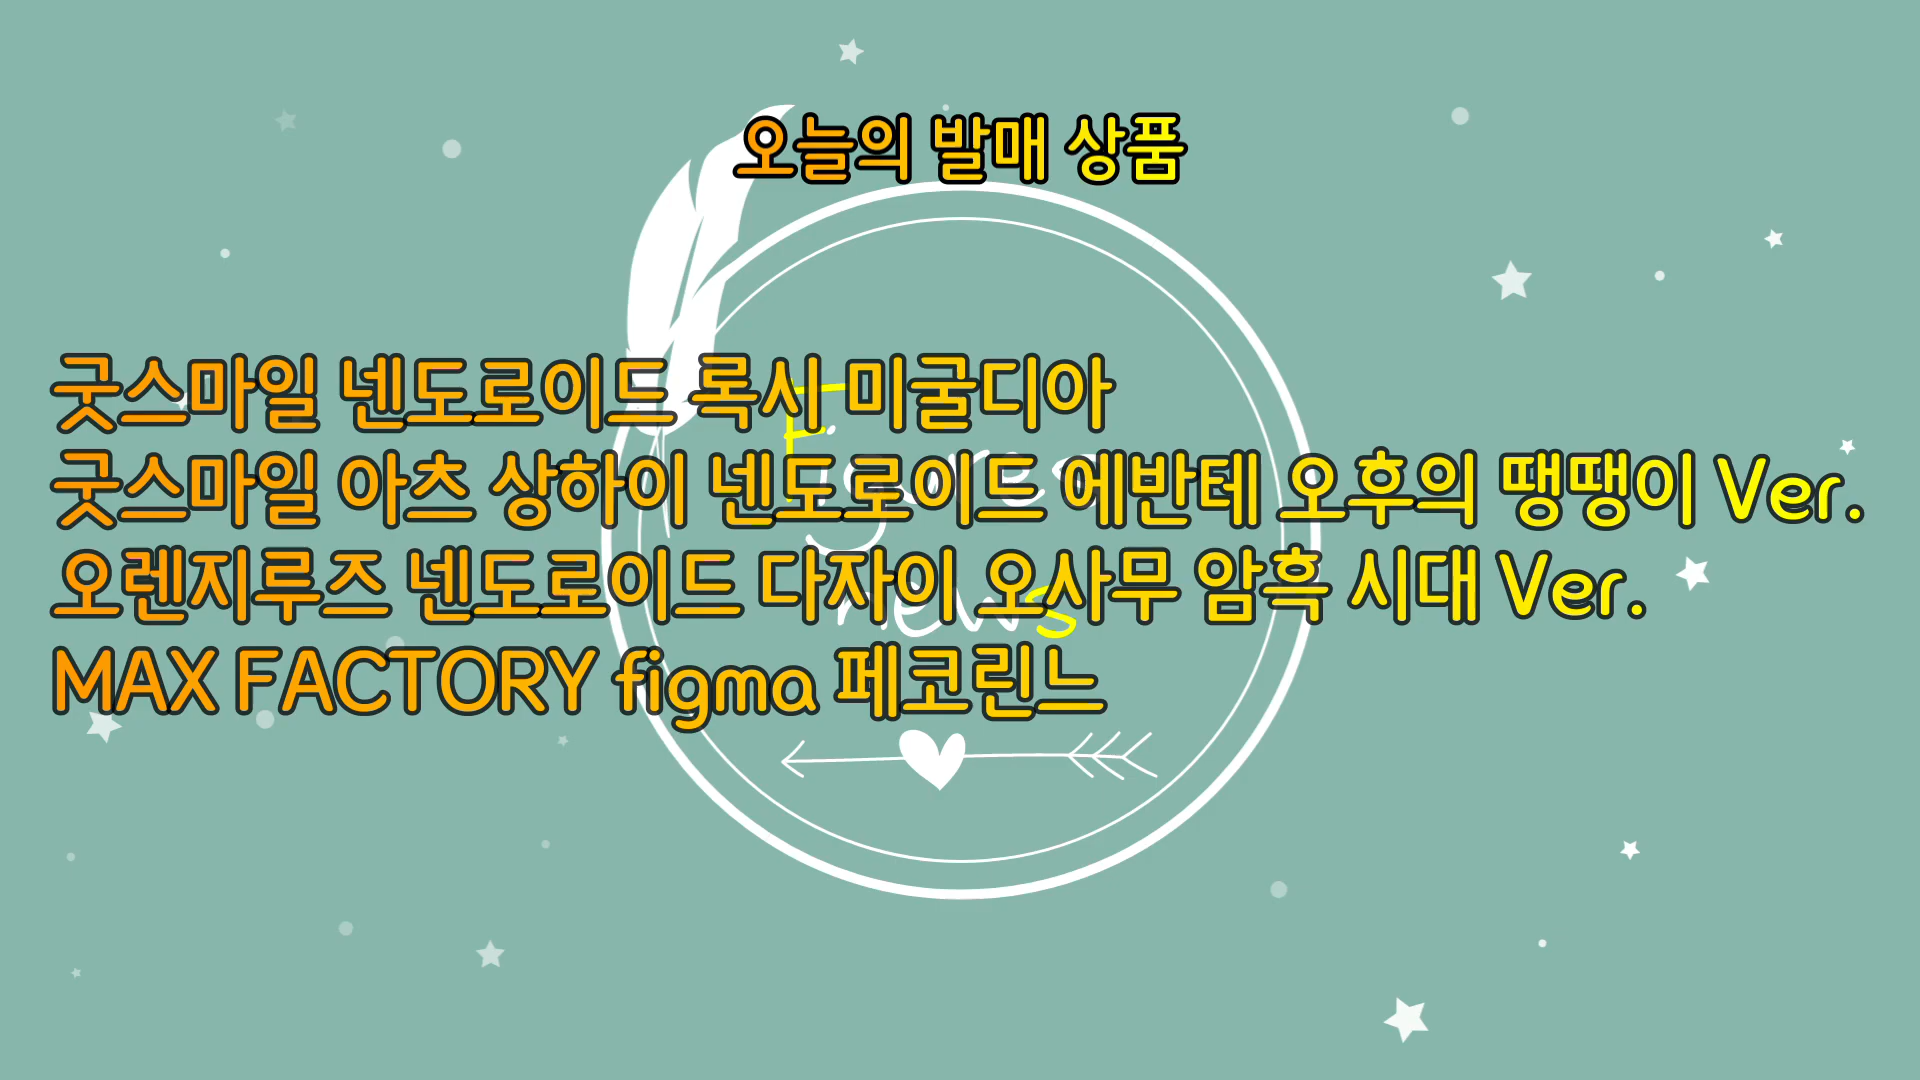 오늘의 발매 상품
굿스마일 넨도로이드 록시 미굴디아
굿스마일 아츠 상하이 넨도로이드 에반테 오후의 땡땡이 Ver.
오렌지루즈 넨도로이드 다자이 오사무 암흑 시대 Ver.
MAX FACTORY figma 페코린느
Figures
news